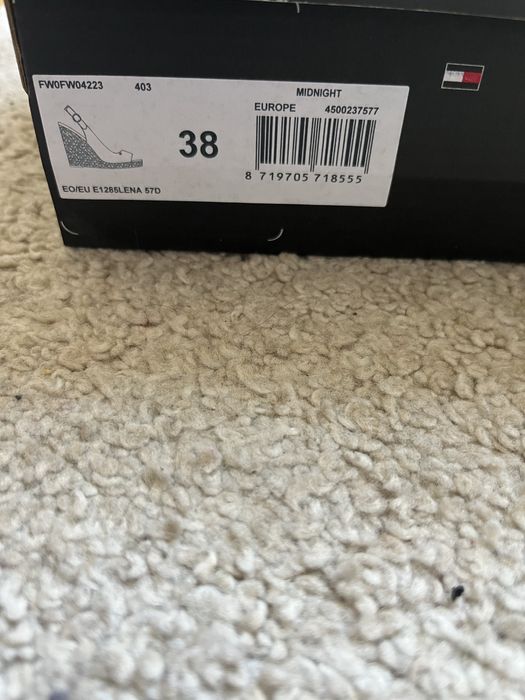 FW0FW04223 403 MIDNIGHT
EUROPE 4500237577
38
8 719705 718555
EO/EU E1285LENA 57D